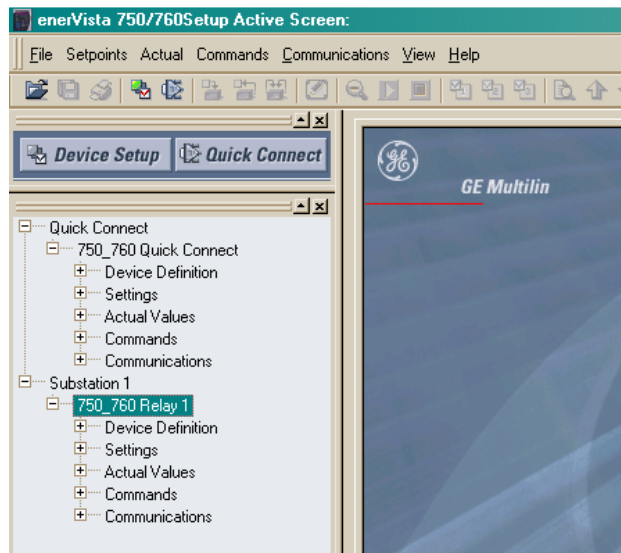 enerVista 750/760Setup Active Screen:
File Setpoints Actual Commands Communications View Help
Device Setup Quick Connect
GE Multilin
Quick Connect
750_760 Quick Connect
Device Definition
Settings
Actual Values
Commands
Communications
Substation 1
750_760 Relay 1
Device Definition
Settings
Actual Values
Commands
Communications